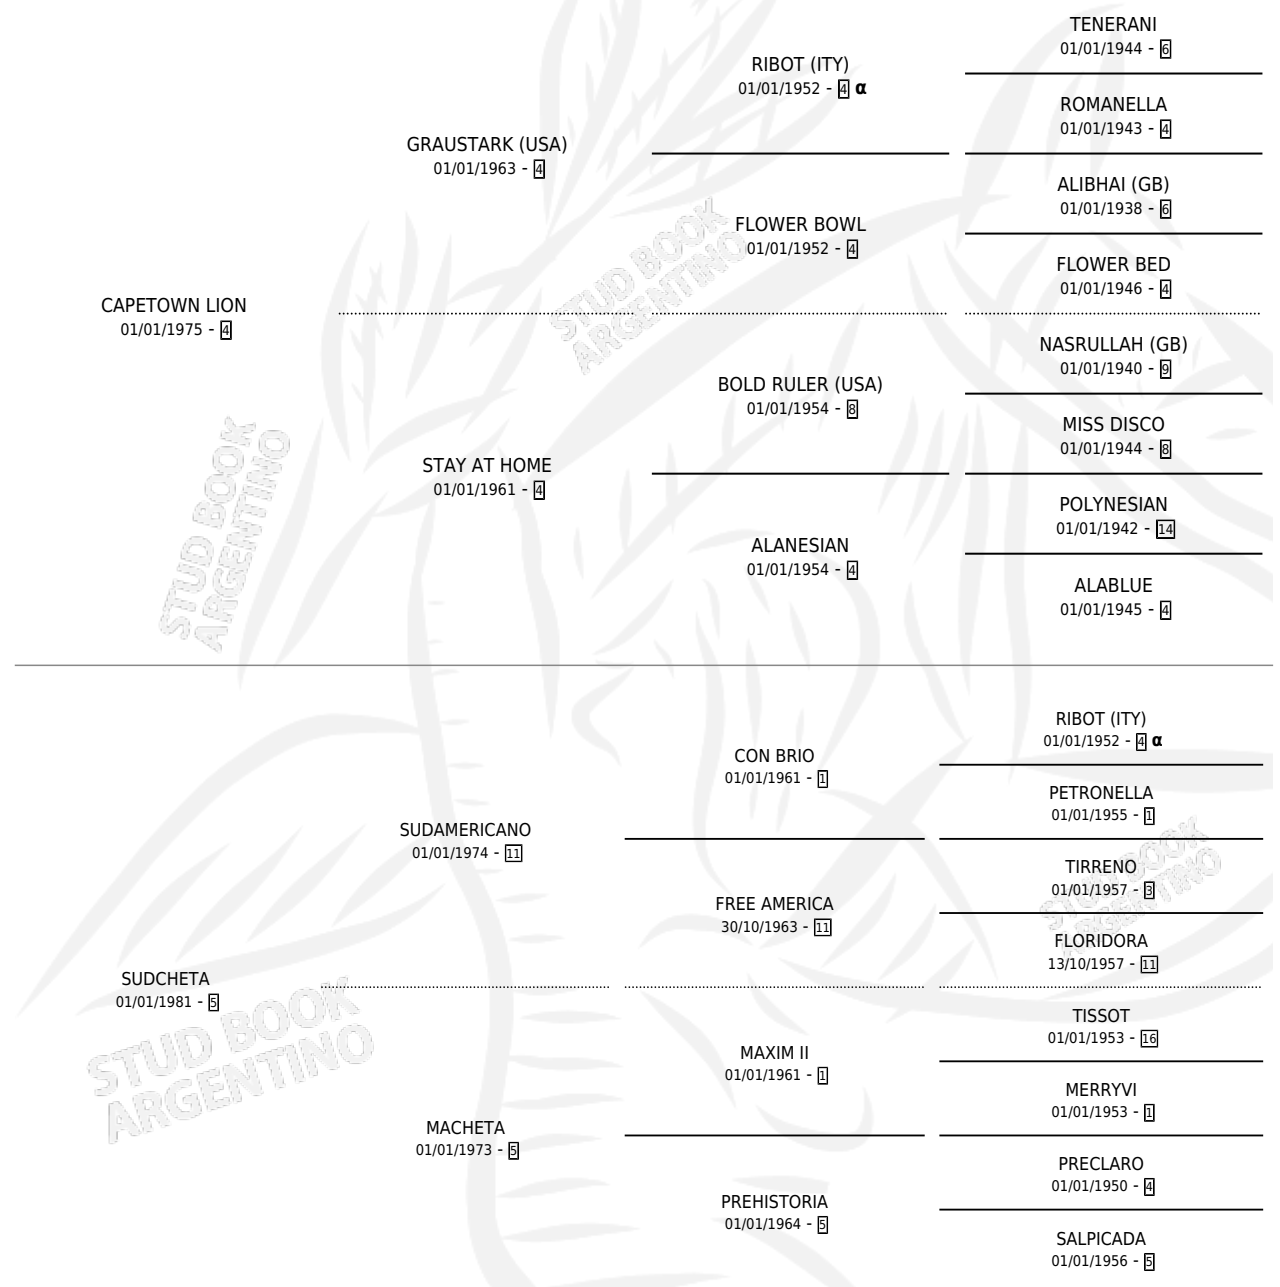 TENERANI
01/01/1944 - 6
RIBOT (ITY)
01/01/1952 - 4 α
ROMANELLA
01/01/1943 - 4
GRAUSTARK (USA)
01/01/1963 - 4
ALIBHAI (GB)
01/01/1938 - 6
FLOWER BOWL
01/01/1952 - 4
FLOWER BED
01/01/1946 - 4
CAPETOWN LION
01/01/1975 - 4
NASRULLAH (GB)
01/01/1940 - 9
BOLD RULER (USA)
01/01/1954 - 8
MISS DISCO
01/01/1944 - 8
STAY AT HOME
01/01/1961 - 4
POLYNESIAN
01/01/1942 - 14
ALANESIAN
01/01/1954 - 4
ALABLUE
01/01/1945 - 4
RIBOT (ITY)
01/01/1952 - 4 α
CON BRIO
01/01/1961 - 1
PETRONELLA
01/01/1955 - 1
SUDAMERICANO
01/01/1974 - 11
TIRRENO
01/01/1957 - 3
FREE AMERICA
30/10/1963 - 11
FLORIDORA
13/10/1957 - 11
SUDCHETA
01/01/1981 - 5
TISSOT
01/01/1953 - 16
MAXIM II
01/01/1961 - 1
MERRYVI
01/01/1953 - 1
MACHETA
01/01/1973 - 5
PRECLARO
01/01/1950 - 4
PREHISTORIA
01/01/1964 - 5
SALPICADA
01/01/1956 - 5
STUD BOOK
ARGENTINO
STUD BOOK
ARGENTINO
STUD BOOK
ARGENTINO
STUD BOOK
ARGENTINO